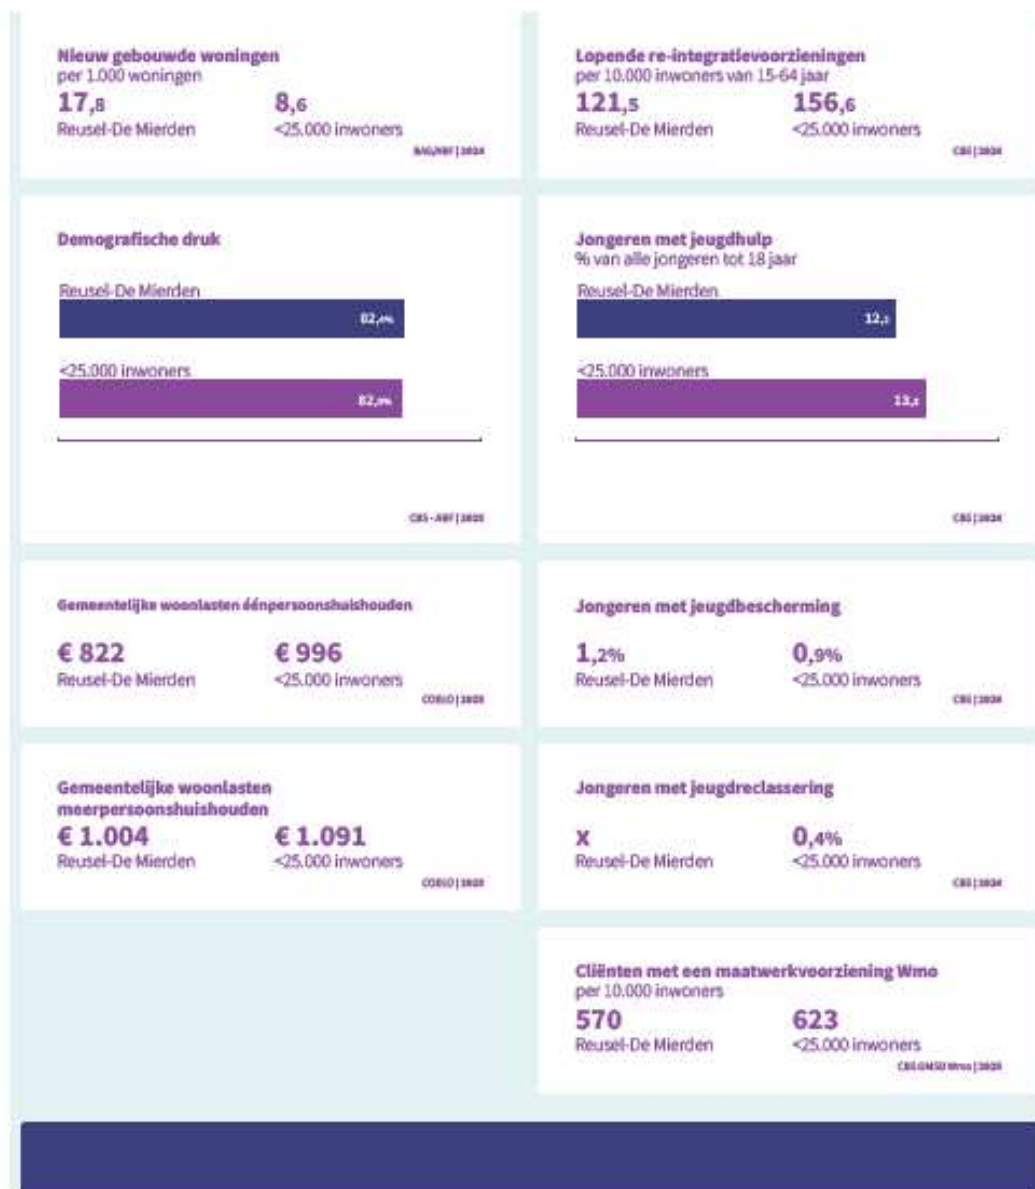 Nieuw gebouwde woningen
per 1.000 woningen
17,8 8,6
Reusel-De Mierden <25.000 inwoners
Demografische druk
Reusel-De Mierden
<25.000 inwoners
Gemeentelijke woonlasten éénpersoonshuishouden
€ 822 € 996
Reusel-De Mierden <25.000 inwoners
Gemeentelijke woonlasten
meerpersoonshuishouden
€ 1.004 € 1.091
Reusel-De Mierden <25.000 inwoners
Lopende re-integratievoorzieningen
per 10.000 inwoners van 15-64 jaar
121,5 156,6
Reusel-De Mierden <25.000 inwoners
CBS
Jongeren met jeugdhulp
% van alle jongeren tot 18 jaar
Reusel-De Mierden
<25.000 inwoners
CBS
Jongeren met jeugdbescherming
1,2% 0,9%
Reusel-De Mierden <25.000 inwoners
CBS
Jongeren met jeugdreclassering
x 0,4%
Reusel-De Mierden <25.000 inwoners
CBS
Cliënten met een maatwerkvoorziening Wmo
per 10.000 inwoners
570 623
Reusel-De Mierden <25.000 inwoners